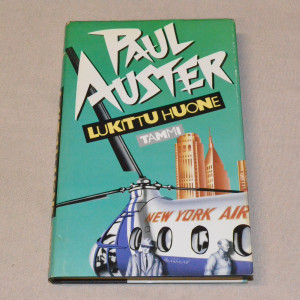 PAUL
AUSTER
LUKITTU HUONE
TAMMI
NEW YORK AIR